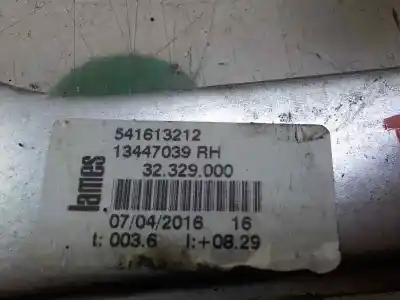 lames
541613212
13447039 RH
32.329.000
07/04/2016 16
t: 003.6 l:+08.29